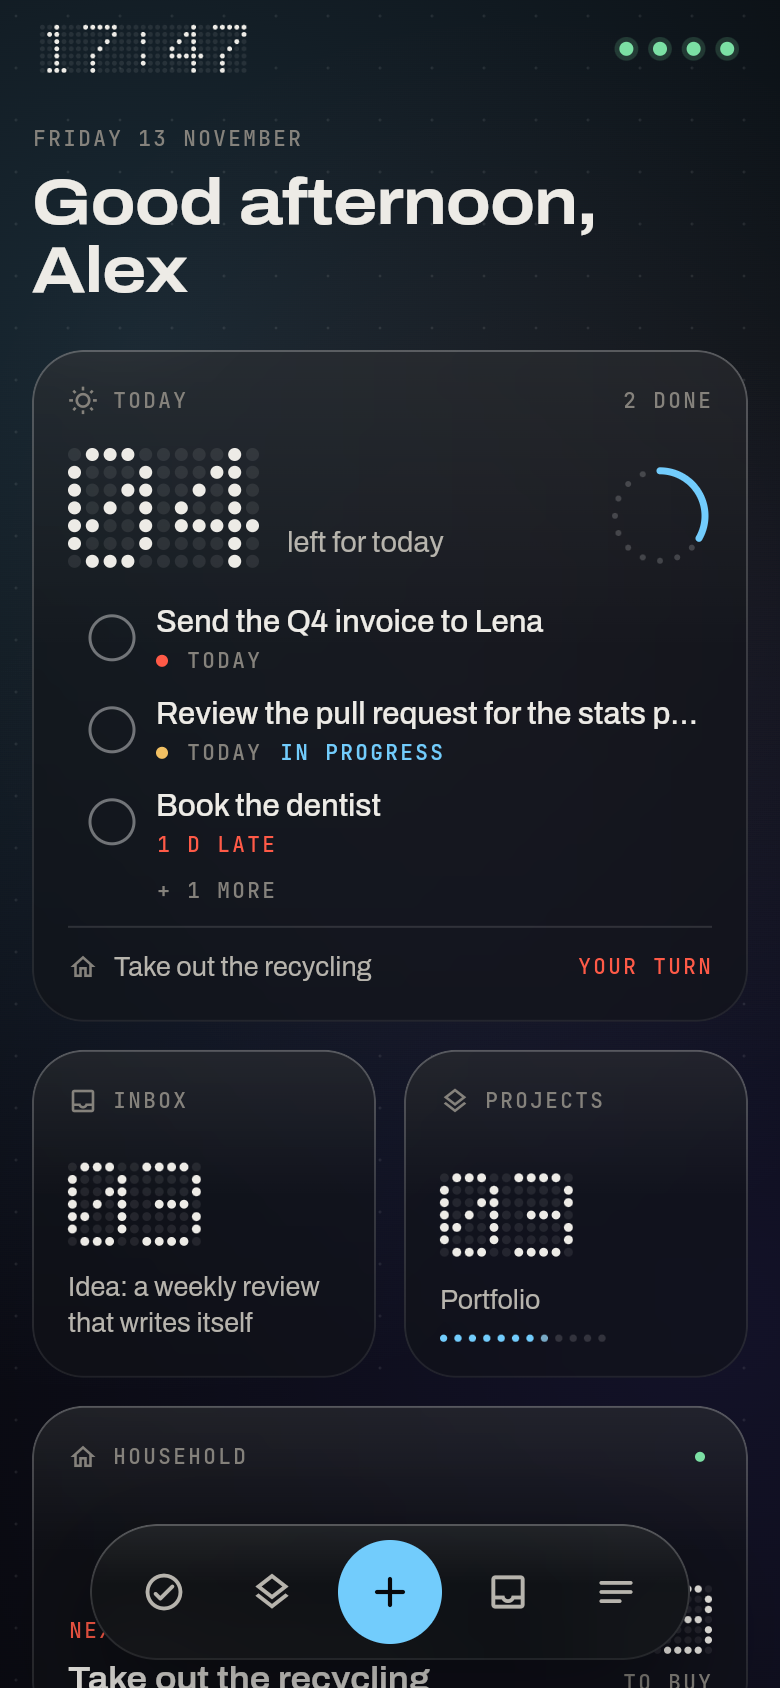 17:47
FRIDAY 13 NOVEMBER
Good afternoon,
Alex
TODAY
2 DONE
04
left for today
Send the Q4 invoice to Lena
TODAY
Review the pull request for the stats p…
TODAY IN PROGRESS
Book the dentist
1 D LATE
+ 1 MORE
Take out the recycling
YOUR TURN
INBOX
03
Idea: a weekly review
that writes itself
PROJECTS
03
Portfolio
HOUSEHOLD
Take out the recycling
TO BUY